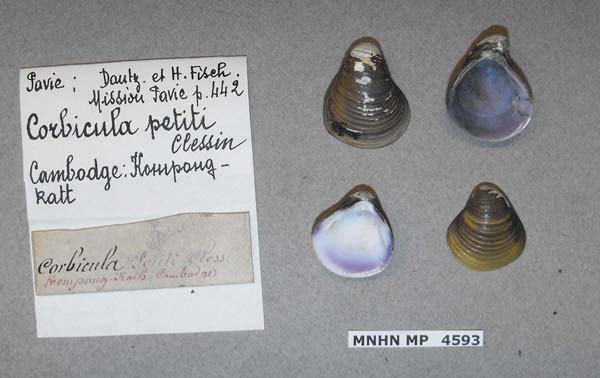 Pavie; Dautz. et H. Fisch.
Mission Pavie p. 442
Corbicula petiti
Clessin
Cambodge: Kompong-
katt
Corbicula Petiti Cless.
Kompong-Katt, Cambodge
MNHN MP 4593